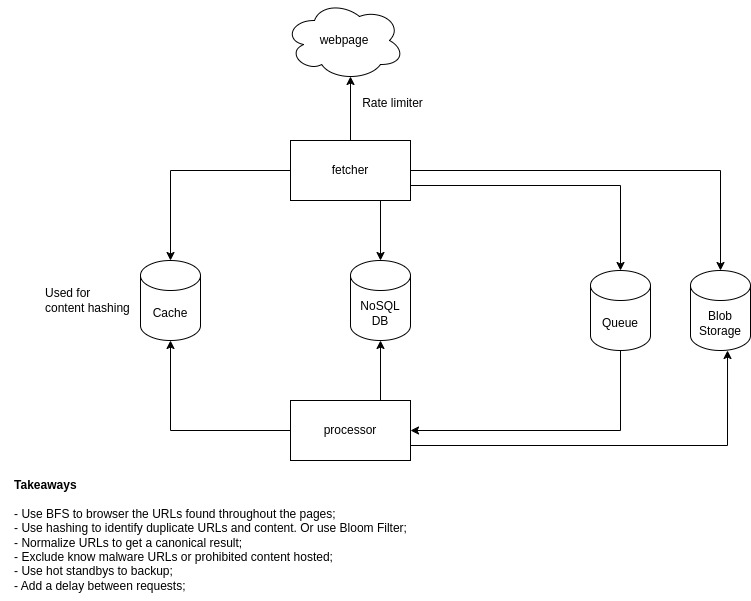 webpage
Rate limiter
fetcher
Used for
content hashing
Cache
NoSQL
DB
Queue
Blob
Storage
processor
Takeaways
- Use BFS to browser the URLs found throughout the pages;
- Use hashing to identify duplicate URLs and content. Or use Bloom Filter;
- Normalize URLs to get a canonical result;
- Exclude know malware URLs or prohibited content hosted;
- Use hot standbys to backup;
- Add a delay between requests;